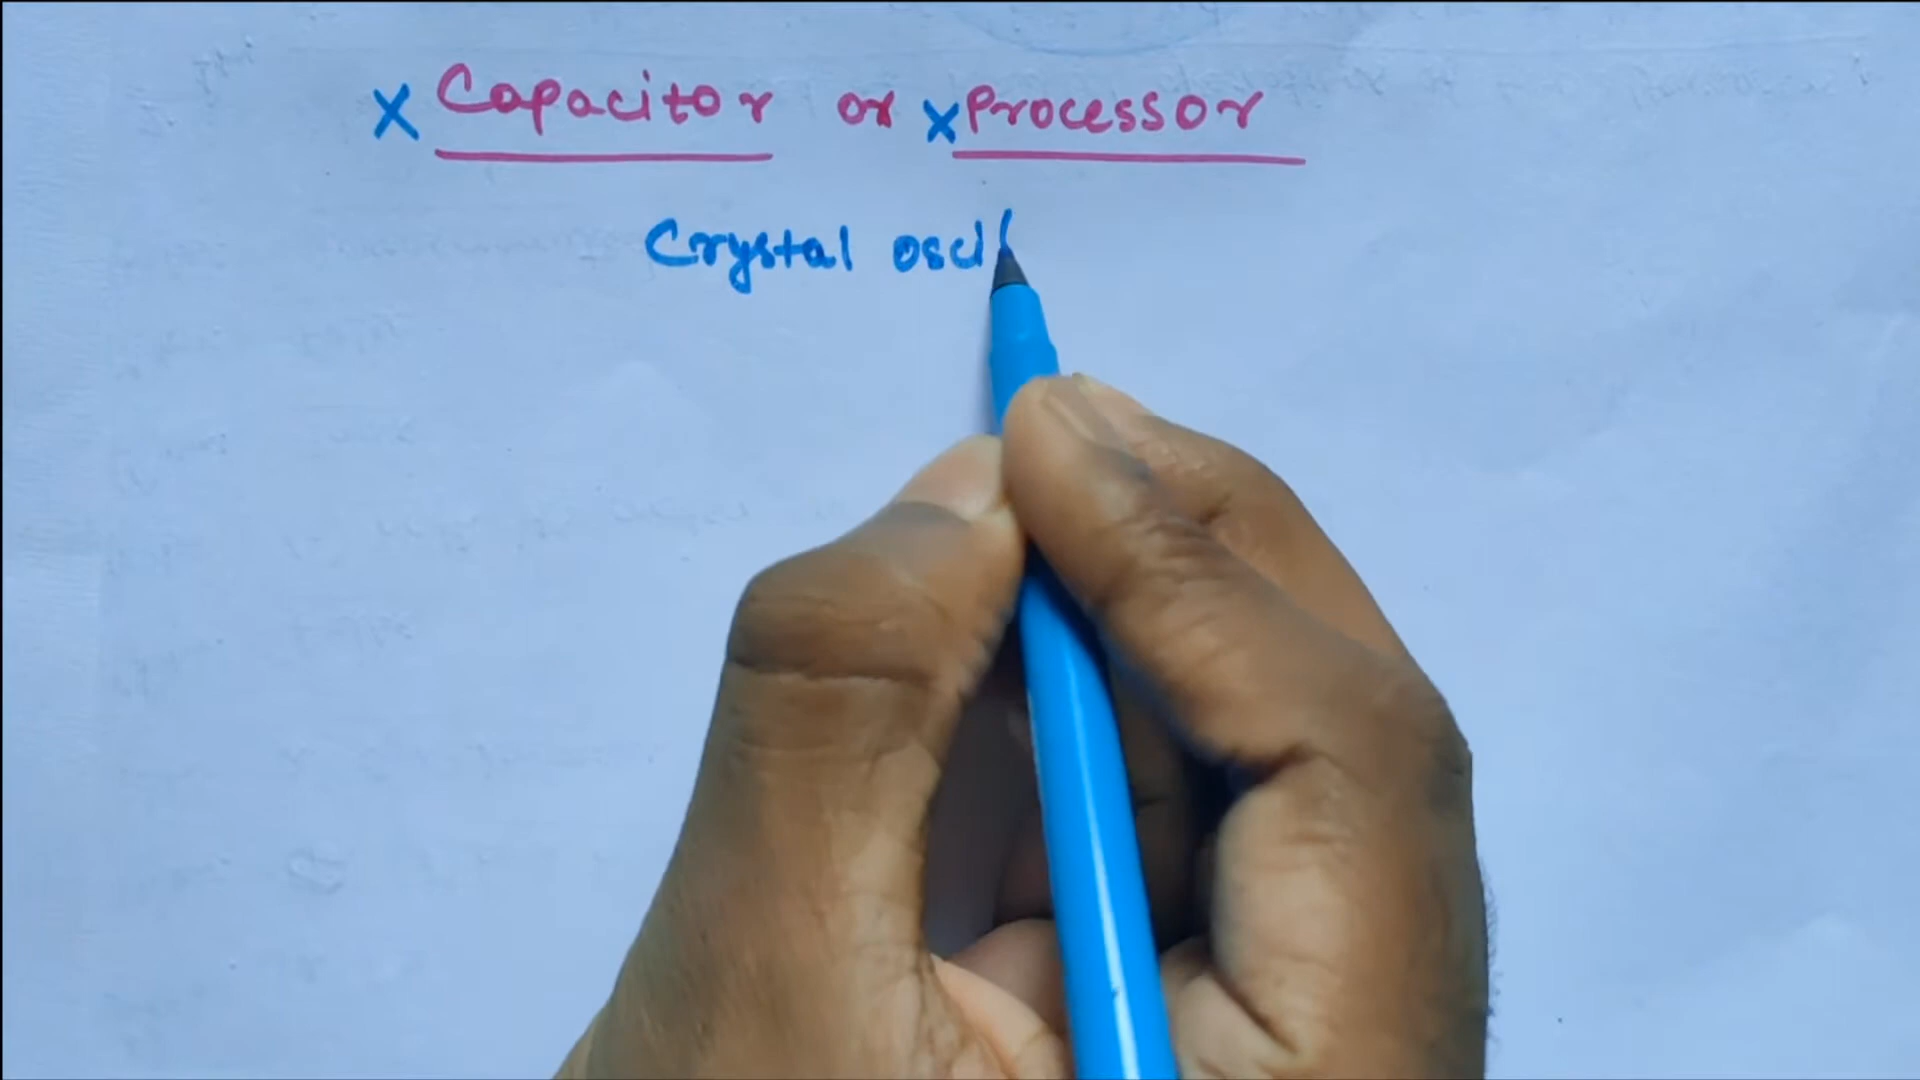 x Capacitor or x Processor
Crystal oscil